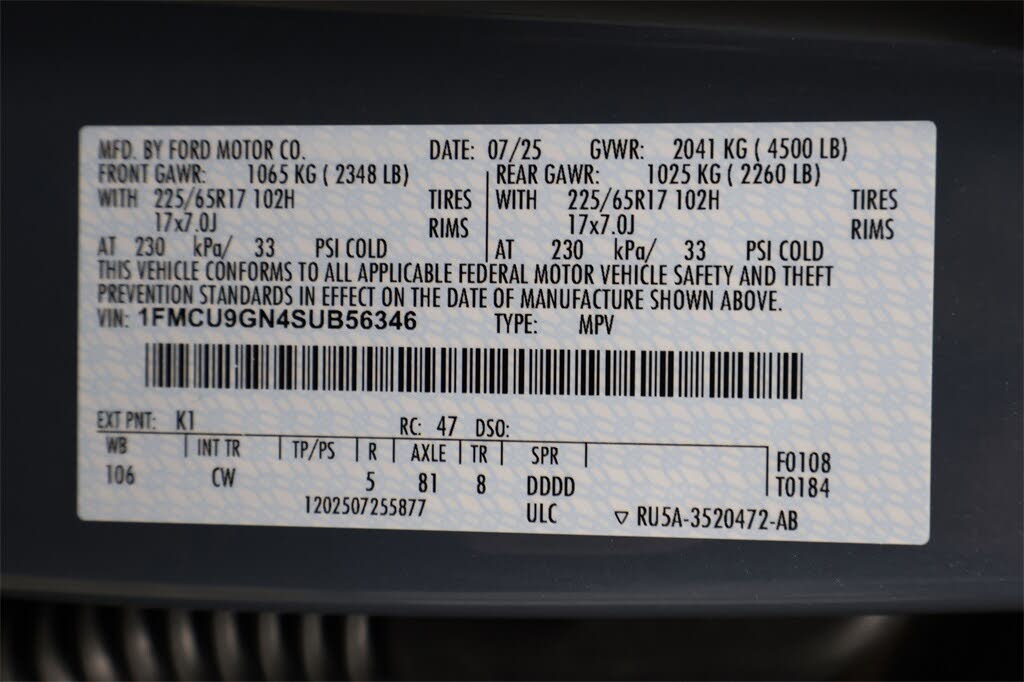 MFD. BY FORD MOTOR CO. DATE: 07/25 GVWR: 2041 KG ( 4500 LB)
FRONT GAWR: 1065 KG ( 2348 LB) REAR GAWR: 1025 KG ( 2260 LB)
WITH 225/65R17 102H TIRES WITH 225/65R17 102H TIRES
17x7.0J RIMS 17x7.0J RIMS
AT 230 kPa/ 33 PSI COLD AT 230 kPa/ 33 PSI COLD
THIS VEHICLE CONFORMS TO ALL APPLICABLE FEDERAL MOTOR VEHICLE SAFETY AND THEFT
PREVENTION STANDARDS IN EFFECT ON THE DATE OF MANUFACTURE SHOWN ABOVE.
VIN: 1FMCU9GN4SUB56346 TYPE: MPV
EXT PNT: K1 RC: 47 DSO:
WB INT TR TP/PS R AXLE TR SPR F0108
106 CW 5 81 8 DDDD T0184
1202507255877 ULC ▽ RU5A-3520472-AB